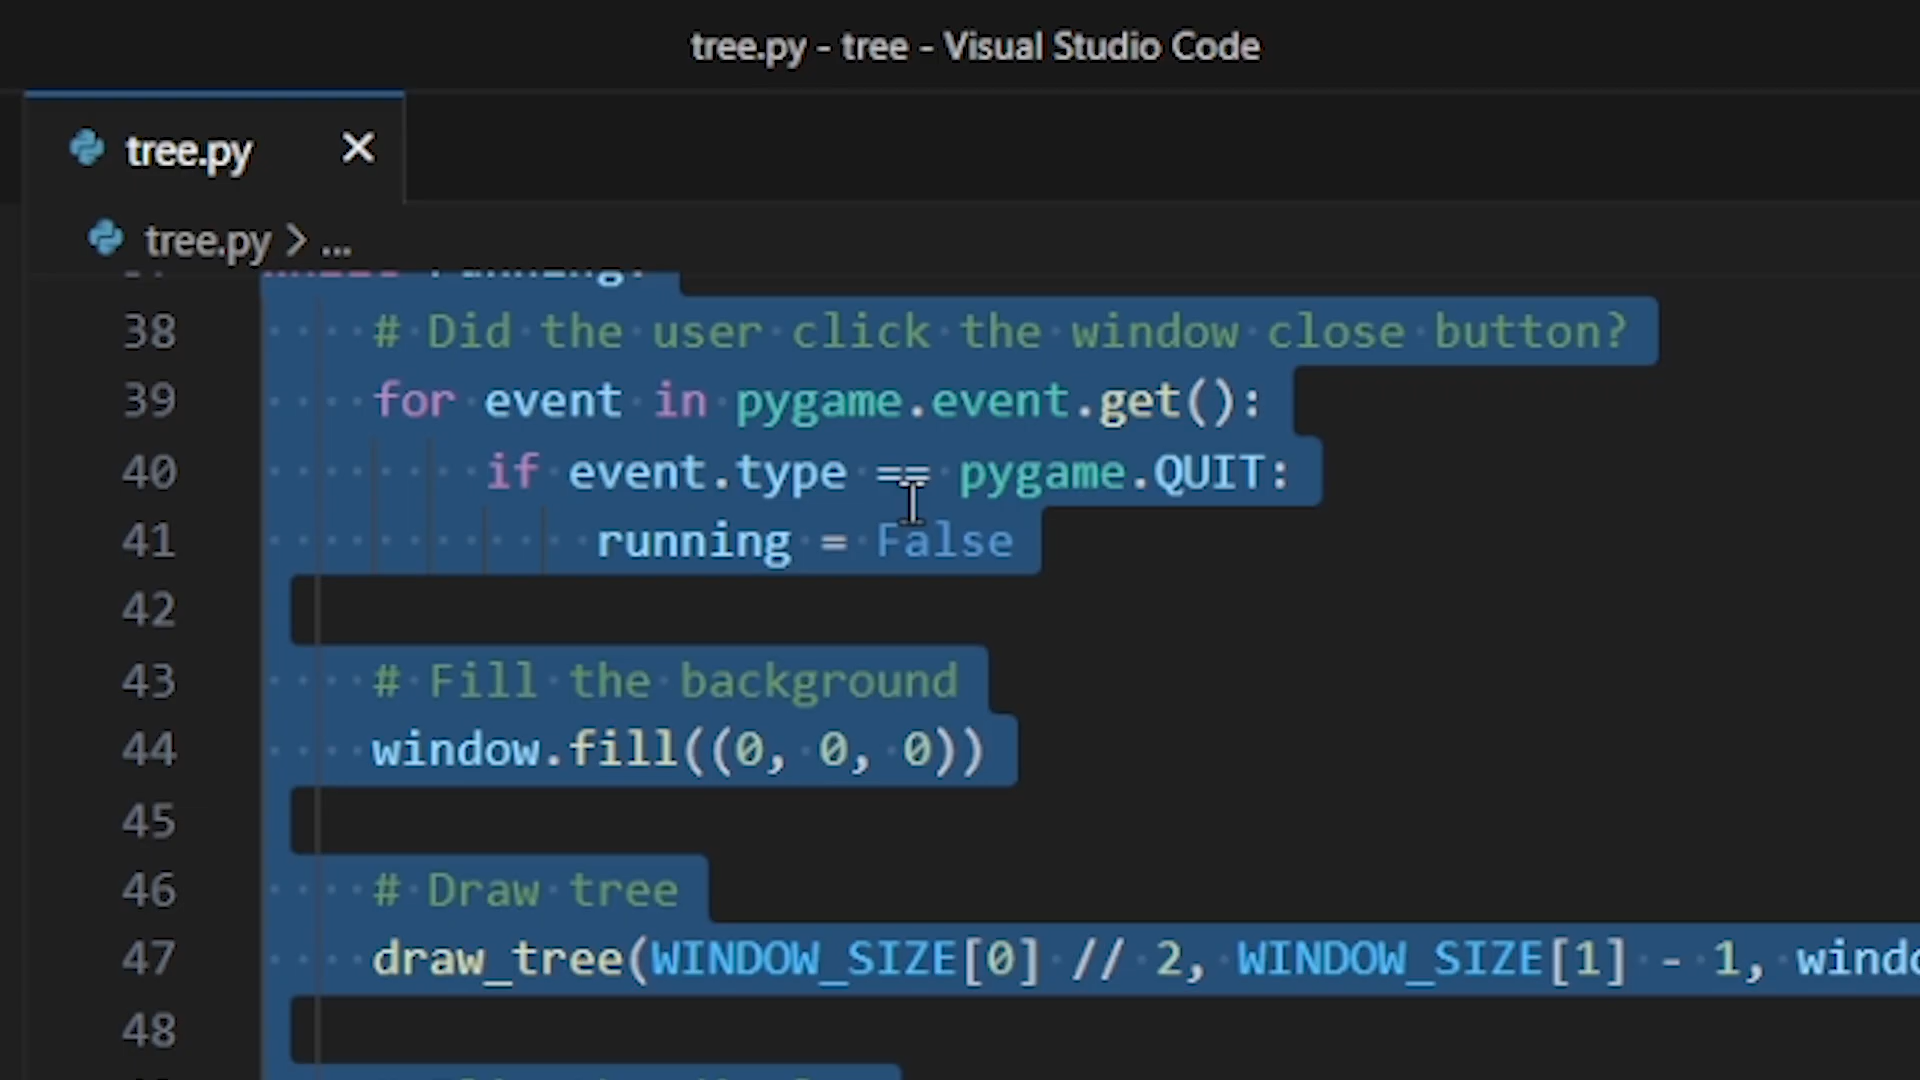 tree.py - tree - Visual Studio Code
tree.py
tree.py > ...
running:
38 # Did the user click the window close button?
39 for event in pygame.event.get():
40 if event.type == pygame.QUIT:
41 running = False
42
43 # Fill the background
44 window.fill((0, 0, 0))
45
46 # Draw tree
47 draw_tree(WINDOW_SIZE[0] // 2, WINDOW_SIZE[1] - 1, windo
48